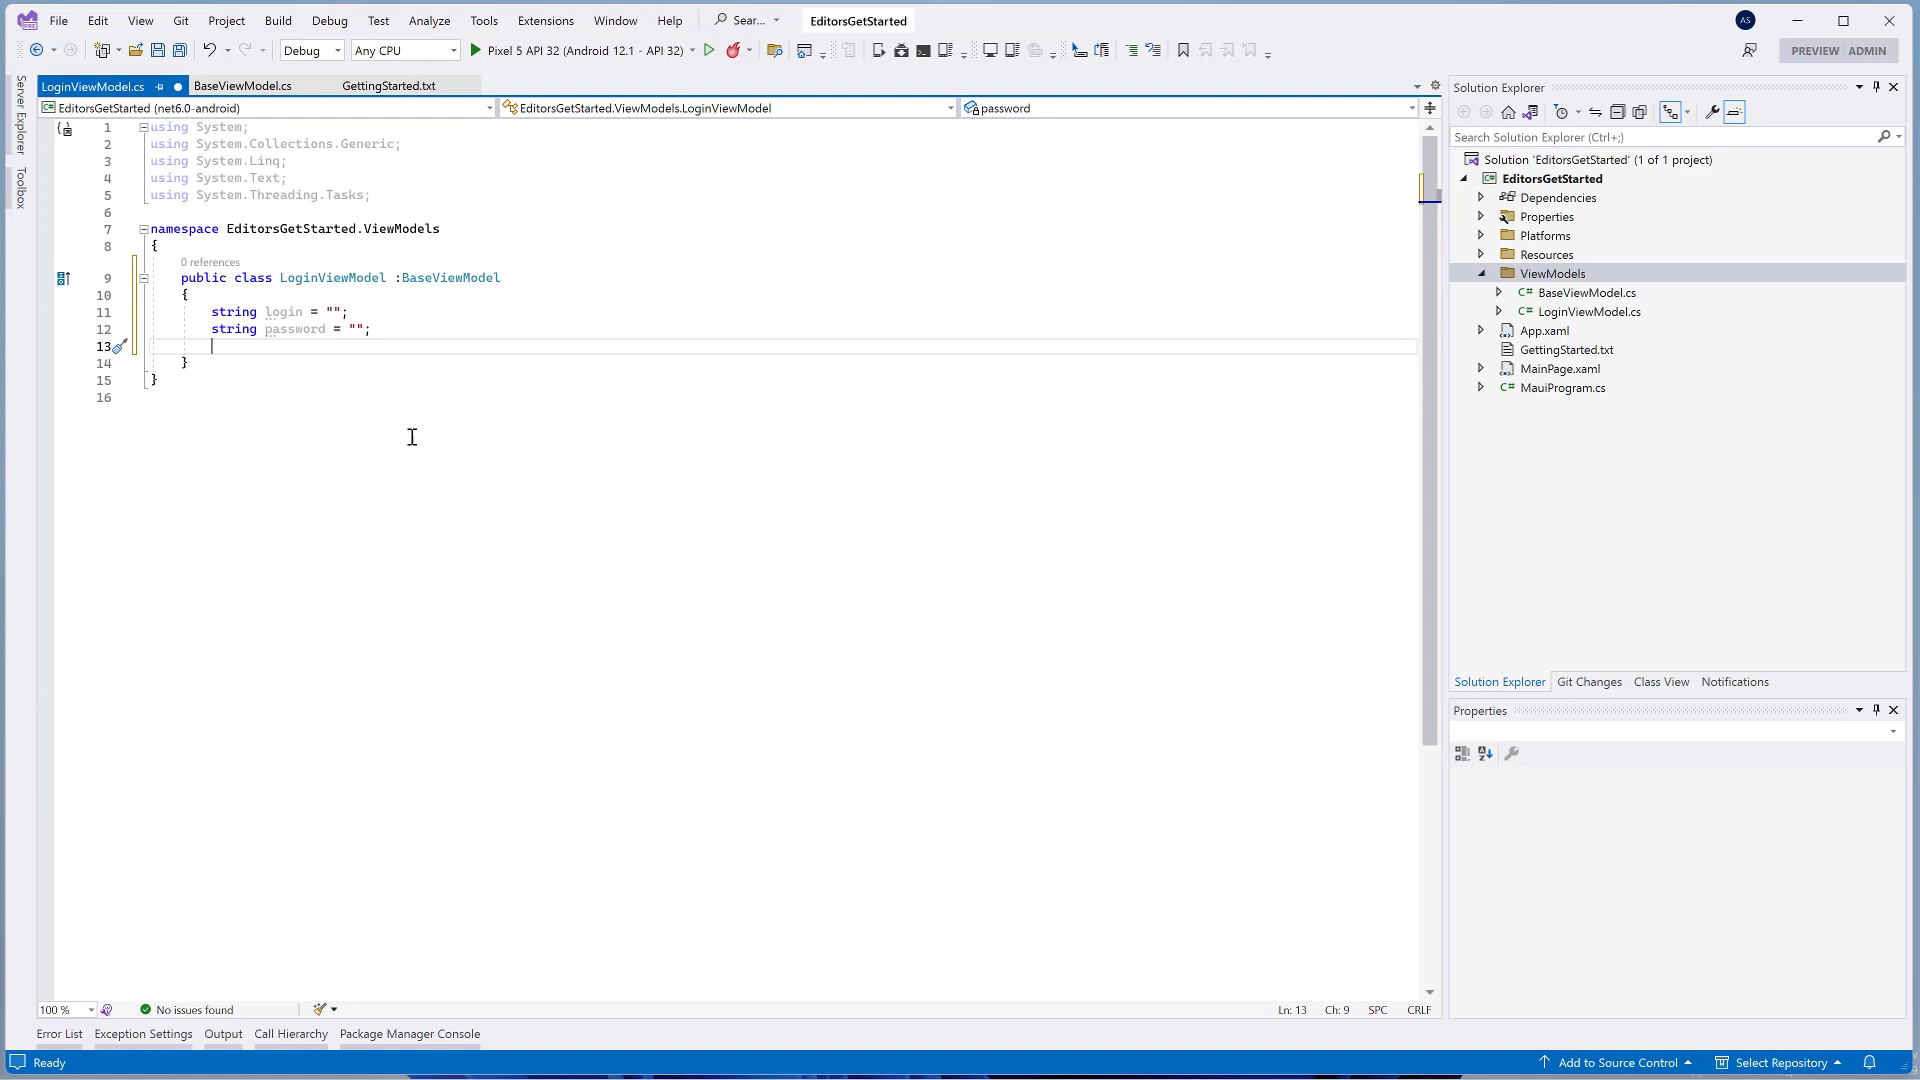 File Edit View Git Project Build Debug Test Analyze Tools Extensions Window Help Sear... EditorsGetStarted AS
Debug Any CPU Pixel 5 API 32 (Android 12.1 - API 32) PREVIEW ADMIN
Server Explorer
Toolbox
LoginViewModel.cs BaseViewModel.cs GettingStarted.txt
EditorsGetStarted (net6.0-android) EditorsGetStarted.ViewModels.LoginViewModel password
1 using System;
2 using System.Collections.Generic;
3 using System.Linq;
4 using System.Text;
5 using System.Threading.Tasks;
6
7 namespace EditorsGetStarted.ViewModels
8 {
0 references
9 public class LoginViewModel :BaseViewModel
10 {
11 string login = "";
12 string password = "";
13
14 }
15 }
16
100 % No issues found Ln: 13 Ch: 9 SPC CRLF
Error List Exception Settings Output Call Hierarchy Package Manager Console
Solution Explorer
Search Solution Explorer (Ctrl+;)
Solution 'EditorsGetStarted' (1 of 1 project)
C# EditorsGetStarted
Dependencies
Properties
Platforms
Resources
ViewModels
C# BaseViewModel.cs
C# LoginViewModel.cs
App.xaml
GettingStarted.txt
MainPage.xaml
C# MauiProgram.cs
Solution Explorer Git Changes Class View Notifications
Properties
Ready Add to Source Control Select Repository